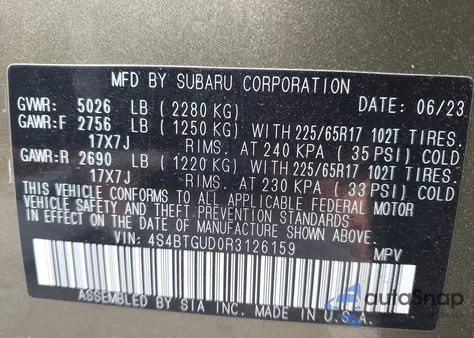 MFD BY SUBARU CORPORATION
GVWR: 5026 LB (2280 KG) DATE: 06/23
GAWR:F 2756 LB (1250 KG) WITH 225/65R17 102T TIRES.
17X7J RIMS. AT 240 KPA (35 PSI) COLD
GAWR:R 2690 LB (1220 KG) WITH 225/65R17 102T TIRES.
17X7J RIMS. AT 230 KPA (33 PSI) COLD
THIS VEHICLE CONFORMS TO ALL APPLICABLE FEDERAL MOTOR
VEHICLE SAFETY AND THEFT PREVENTION STANDARDS
IN EFFECT ON THE DATE OF MANUFACTURE SHOWN ABOVE.
VIN: 4S4BTGUD0R3126159 MPV
ASSEMBLED BY SIA INC. MADE IN U.S.A.
autoSnap